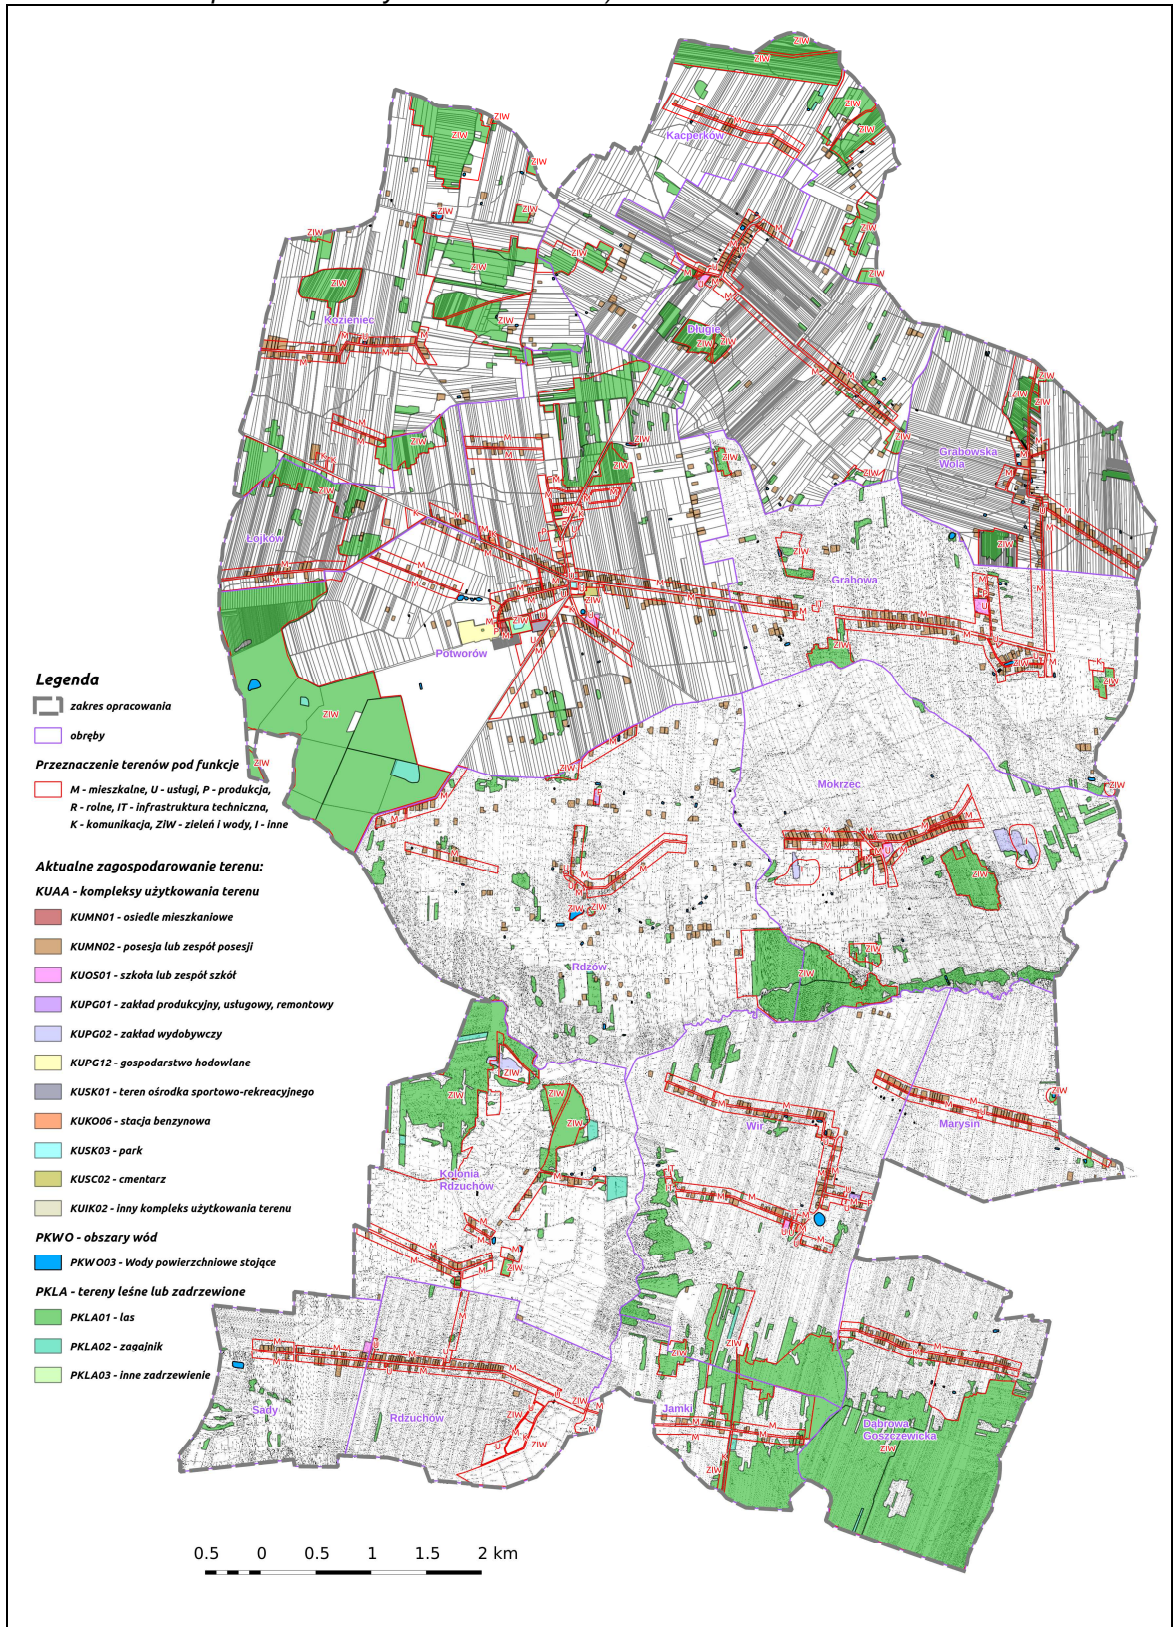 Kacperków
Kozieniec
Długie
Grabowska
Wola
Łojków
Grabowa
Potworów
Mokrzec
Rdzów
Wir
Marysin
Kolonia
Rdzuchów
Sady
Rdzuchów
Jamki
Dąbrowa
Goszczewicka
ZIW
M
U
P
K
IT
Legenda
zakres opracowania
obręby
Przeznaczenie terenów pod funkcje
M - mieszkalne, U - usługi, P - produkcja,
R - rolne, IT - infrastruktura techniczna,
K - komunikacja, ZiW - zieleń i wody, I - inne
Aktualne zagospodarowanie terenu:
KUAA - kompleksy użytkowania terenu
KUMN01 - osiedle mieszkaniowe
KUMN02 - posesja lub zespół posesji
KUOS01 - szkoła lub zespół szkół
KUPG01 - zakład produkcyjny, usługowy, remontowy
KUPG02 - zakład wydobywczy
KUPG12 - gospodarstwo hodowlane
KUSK01 - teren ośrodka sportowo-rekreacyjnego
KUKO06 - stacja benzynowa
KUSK03 - park
KUSC02 - cmentarz
KUIK02 - inny kompleks użytkowania terenu
PKWO - obszary wód
PKWO03 - Wody powierzchniowe stojące
PKLA - tereny leśne lub zadrzewione
PKLA01 - las
PKLA02 - zagajnik
PKLA03 - inne zadrzewienie
0.5 0 0.5 1 1.5 2 km